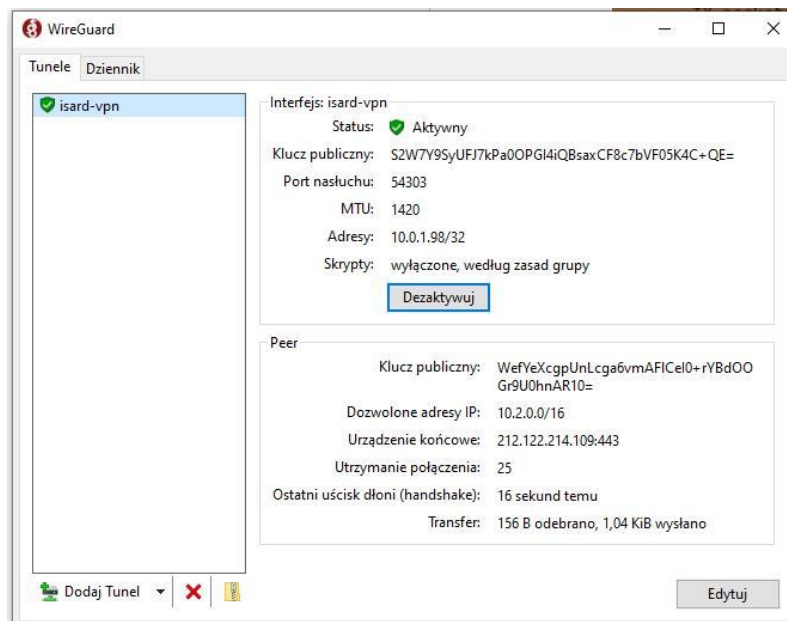 WireGuard
Tunele
Dziennik
isard-vpn
Interfejs: isard-vpn
Status: Aktywny
Klucz publiczny: S2W7Y9SyUFJ7kPa0OPGl4iQBsaxCF8c7bVF05K4C+QE=
Port nasłuchu: 54303
MTU: 1420
Adresy: 10.0.1.98/32
Skrypty: wyłączone, według zasad grupy
Dezaktywuj
Peer
Klucz publiczny: WefYeXcgpUnLcga6vmAFICel0+rYBdOO
Gr9U0hnAR10=
Dozwolone adresy IP: 10.2.0.0/16
Urządzenie końcowe: 212.122.214.109:443
Utrzymanie połączenia: 25
Ostatni uścisk dłoni (handshake): 16 sekund temu
Transfer: 156 B odebrano, 1,04 KiB wysłano
Dodaj Tunel
Edytuj